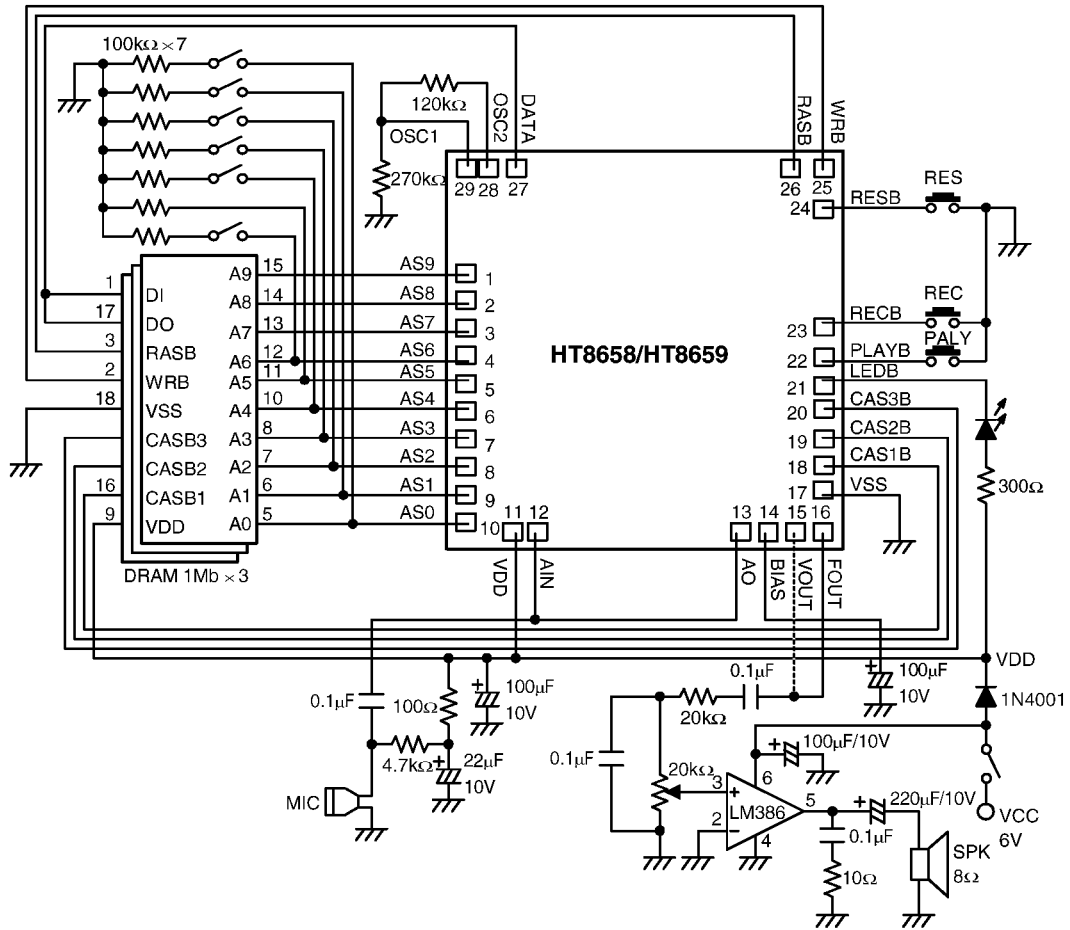 100kΩ×7
120kΩ
OSC1
OSC2
DATA
RASB
WRB
270kΩ
29
28
27
26
25
24
RESB
RES
1
DI
17
DO
3
RASB
2
WRB
18
VSS
CASB3
CASB2
16
CASB1
9
VDD
A9
15
A8
14
A7
13
A6
12
A5
11
A4
10
A3
8
A2
7
A1
6
A0
5
DRAM 1Mb × 3
AS9
1
AS8
2
AS7
3
AS6
4
AS5
5
AS4
6
AS3
7
AS2
8
AS1
9
AS0
10
HT8658/HT8659
23
RECB
REC
22
PLAYB
PALY
21
LEDB
20
CAS3B
19
CAS2B
18
CAS1B
17
VSS
300Ω
11
12
13
14
15
16
VDD
AIN
AO
BIAS
VOUT
FOUT
VDD
0.1µF
100Ω
100µF
10V
4.7kΩ
22µF
10V
MIC
0.1µF
20kΩ
100µF
10V
1N4001
0.1µF
20kΩ
100µF/10V
3
+
6
LM386
2
−
4
5
220µF/10V
0.1µF
10Ω
SPK
8Ω
VCC
6V